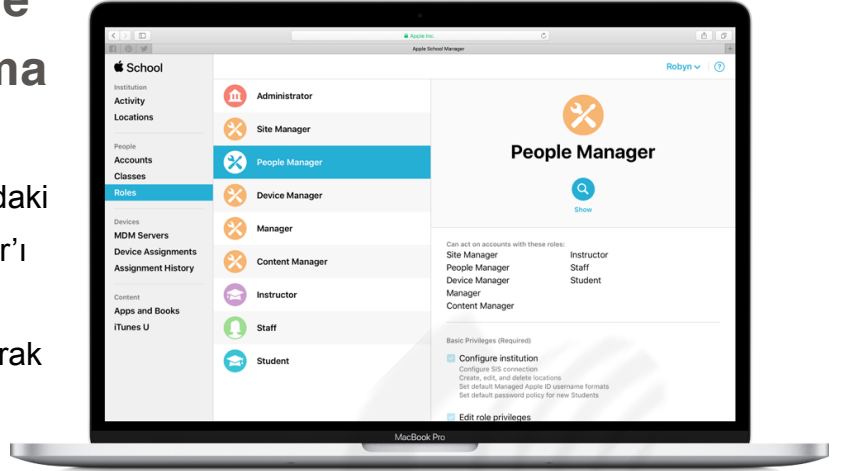 e
ma
daki
r’ı
rak
Apple Inc.
Apple School Manager
School
Robyn
?
Institution
Activity
Locations
People
Accounts
Classes
Roles
Devices
MDM Servers
Device Assignments
Assignment History
Content
Apps and Books
iTunes U
Administrator
Site Manager
People Manager
Device Manager
Manager
Content Manager
Instructor
Staff
Student
People Manager
Show
Can act on accounts with these roles:
Site Manager Instructor
People Manager Staff
Device Manager Student
Manager
Content Manager
Basic Privileges (Required)
Configure institution
Configure SIS connection
Create, edit, and delete locations
Set default Managed Apple ID username formats
Set default password policy for new Students
Edit role privileges
MacBook Pro